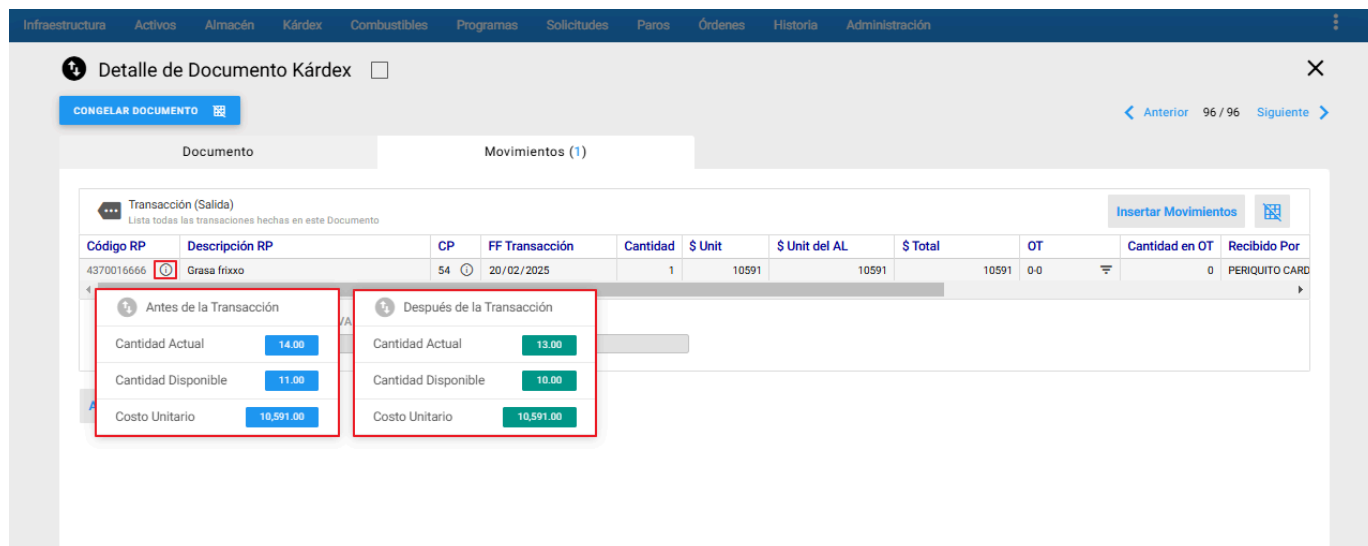 Infraestructura Activos Almacén Kárdex Combustibles Programas Solicitudes Paros Órdenes Historia Administración
Detalle de Documento Kárdex
CONGELAR DOCUMENTO
Anterior 96 / 96 Siguiente
Documento Movimientos (1)
Transacción (Salida)
Lista todas las transaciones hechas en este Documento
Insertar Movimientos
Código RP Descripción RP CP FF Transacción Cantidad $ Unit $ Unit del AL $ Total OT Cantidad en OT Recibido Por
4370016666 Grasa frixxo 54 20/02/2025 1 10591 10591 10591 0-0 0 PERIQUITO CARD
Antes de la Transacción Después de la Transacción
VA
Cantidad Actual 14.00 Cantidad Actual 13.00
Cantidad Disponible 11.00 Cantidad Disponible 10.00
A
Costo Unitario 10,591.00 Costo Unitario 10,591.00